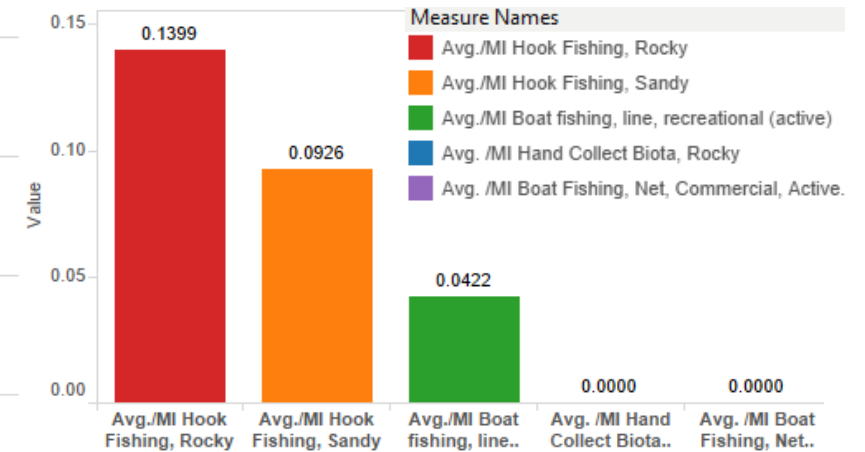 Measure Names
Avg./MI Hook Fishing, Rocky
Avg./MI Hook Fishing, Sandy
Avg./MI Boat fishing, line, recreational (active)
Avg. /MI Hand Collect Biota, Rocky
Avg. /MI Boat Fishing, Net, Commercial, Active.
Value
0.15
0.10
0.05
0.00
0.1399
0.0926
0.0422
0.0000
0.0000
Avg./MI Hook
Fishing, Rocky
Avg./MI Hook
Fishing, Sandy
Avg./MI Boat
fishing, line..
Avg. /MI Hand
Collect Biota..
Avg. /MI Boat
Fishing, Net..